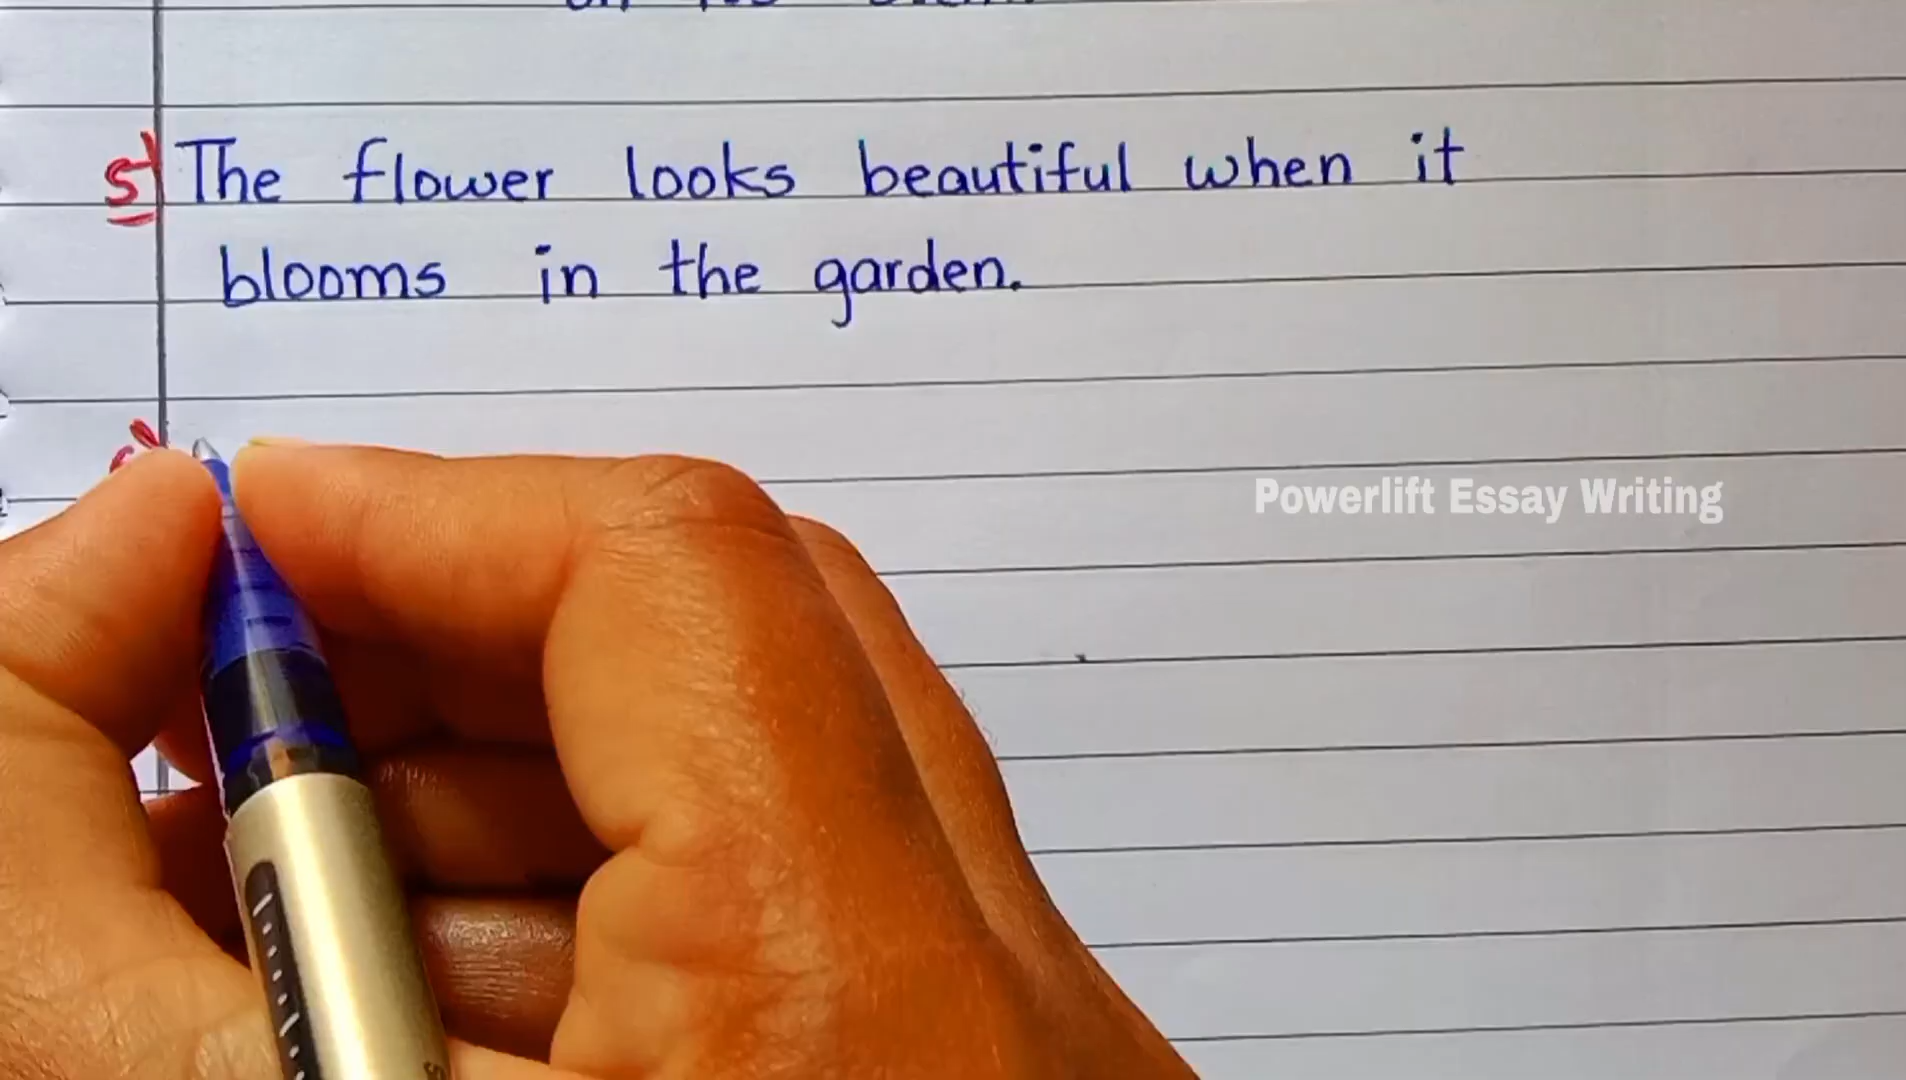 5) The flower looks beautiful when it
blooms in the garden.
Powerlift Essay Writing